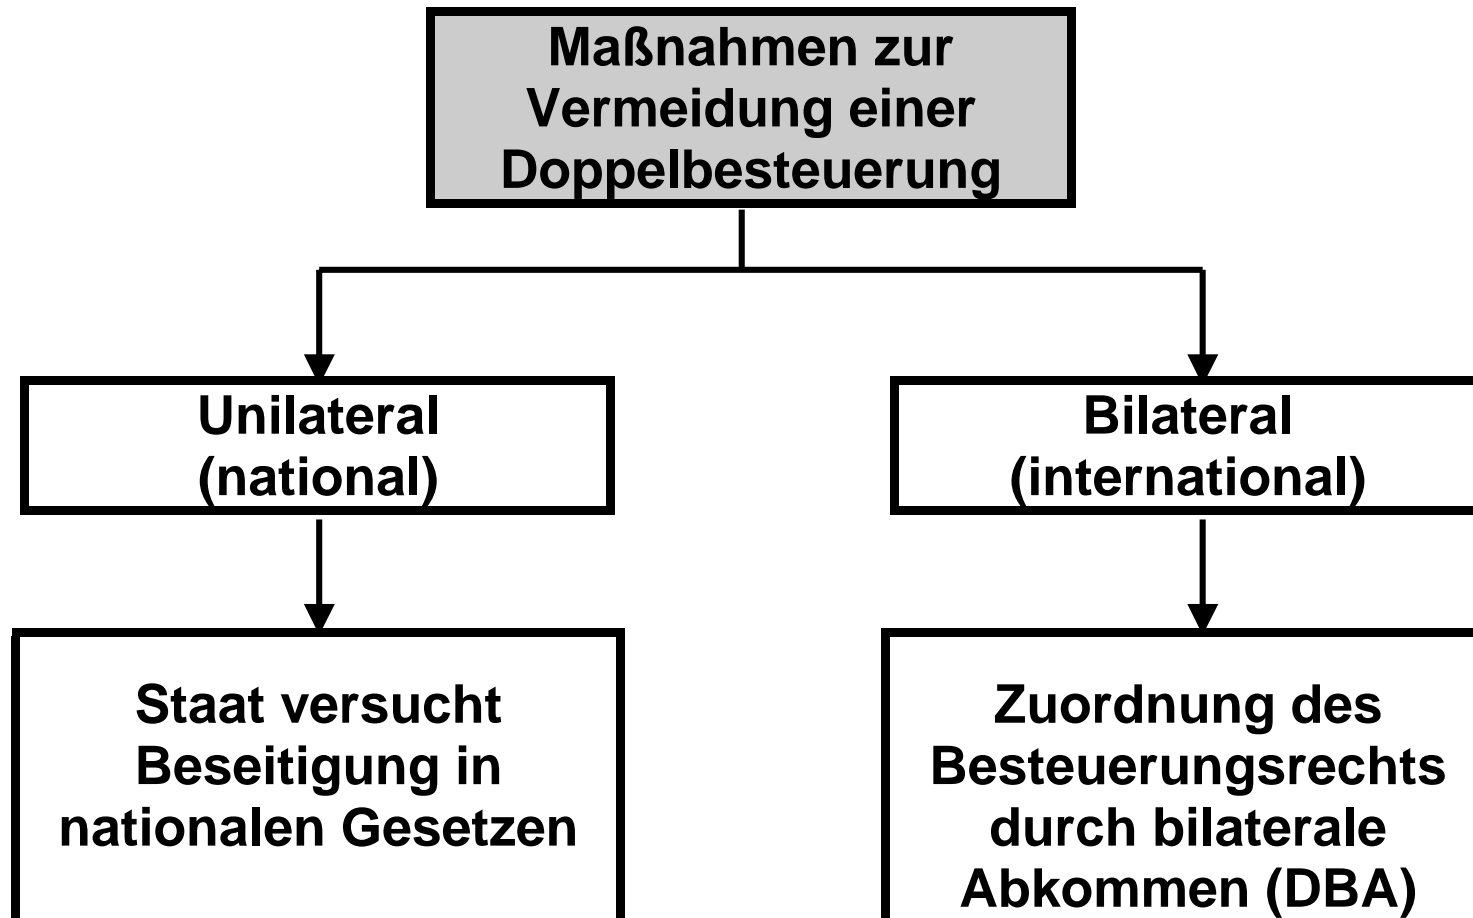 Maßnahmen zur
Vermeidung einer
Doppelbesteuerung
Unilateral
(national)
Bilateral
(international)
Staat versucht
Beseitigung in
nationalen Gesetzen
Zuordnung des
Besteuerungsrechts
durch bilaterale
Abkommen (DBA)